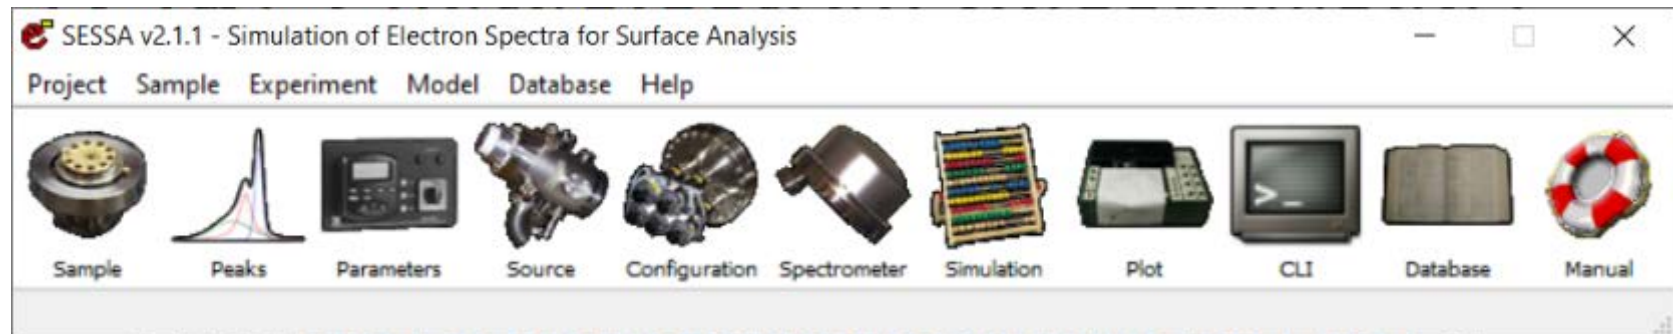 SESSA v2.1.1 - Simulation of Electron Spectra for Surface Analysis
Project Sample Experiment Model Database Help
Sample Peaks Parameters Source Configuration Spectrometer Simulation Plot CLI Database Manual